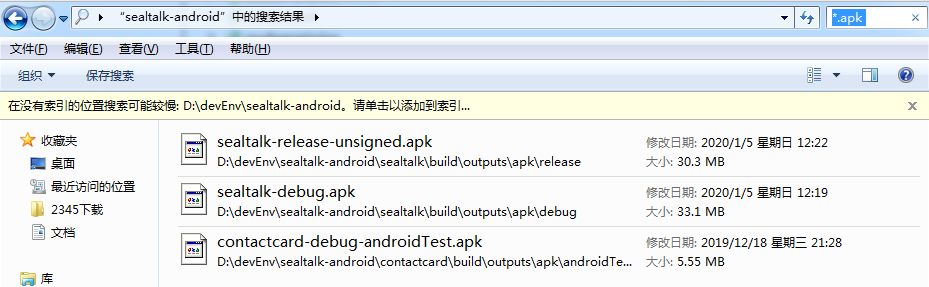 “sealtalk-android”中的搜索结果
*.apk
文件(F) 编辑(E) 查看(V) 工具(T) 帮助(H)
组织 保存搜索
在没有索引的位置搜索可能较慢: D:\devEnv\sealtalk-android。请单击以添加到索引...
收藏夹
桌面
最近访问的位置
2345下载
文档
库
sealtalk-release-unsigned.apk
D:\devEnv\sealtalk-android\sealtalk\build\outputs\apk\release
修改日期: 2020/1/5 星期日 12:22
大小: 30.3 MB
sealtalk-debug.apk
D:\devEnv\sealtalk-android\sealtalk\build\outputs\apk\debug
修改日期: 2020/1/5 星期日 12:19
大小: 33.1 MB
contactcard-debug-androidTest.apk
D:\devEnv\sealtalk-android\contactcard\build\outputs\apk\androidTe...
修改日期: 2019/12/18 星期三 21:28
大小: 5.55 MB